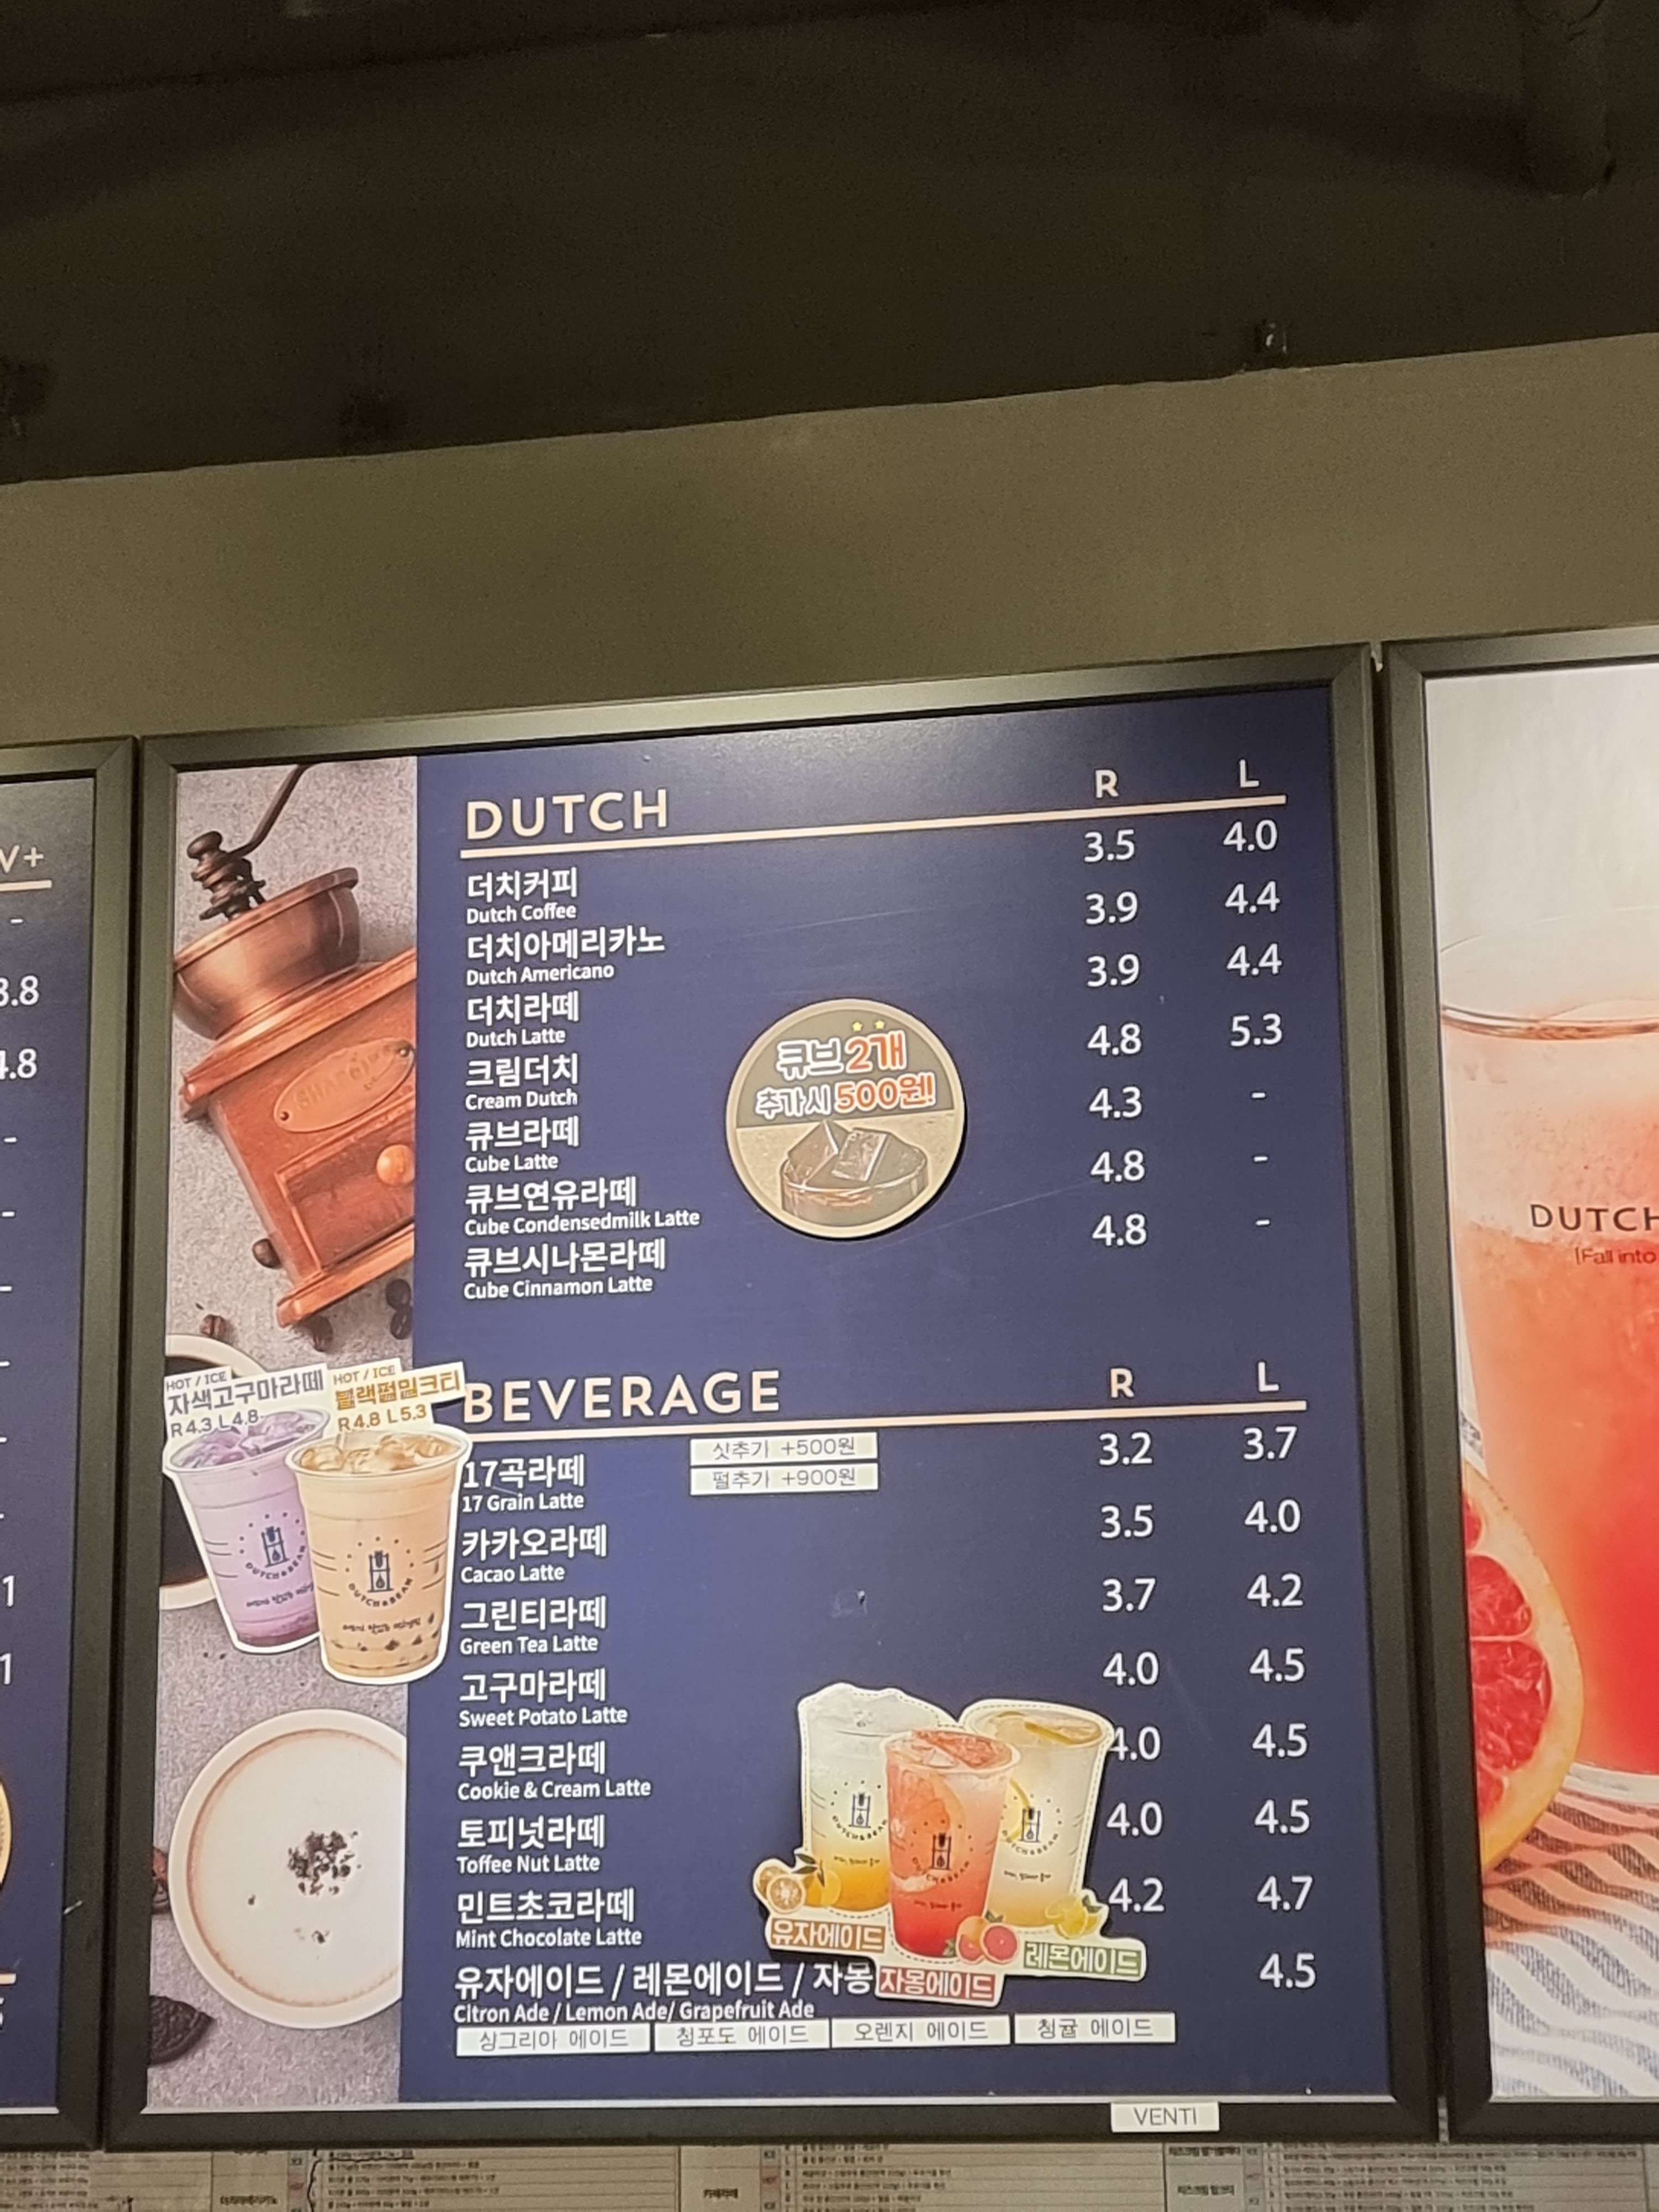 V+
-
3.8
4.8
DUTCH R L
더치커피 3.5 4.0
Dutch Coffee
더치아메리카노 3.9 4.4
Dutch Americano
더치라떼 3.9 4.4
Dutch Latte
크림더치 4.8 5.3
Cream Dutch
큐브라떼 4.3 -
Cube Latte
큐브연유라떼 4.8 -
Cube Condensedmilk Latte
큐브시나몬라떼 4.8 -
Cube Cinnamon Latte
큐브 2개
추가시 500원!
HOT / ICE
자색고구마라떼
R 4.3 L 4.8
HOT / ICE
블랙펄밀크티
R 4.8 L 5.3
DUTCH & BEAN
DUTCH & BEAN
BEVERAGE R L
샷추가 +500원
펄추가 +900원
17곡라떼 3.2 3.7
17 Grain Latte
카카오라떼 3.5 4.0
Cacao Latte
그린티라떼 3.7 4.2
Green Tea Latte
고구마라떼 4.0 4.5
Sweet Potato Latte
쿠앤크라떼 4.0 4.5
Cookie & Cream Latte
토피넛라떼 4.0 4.5
Toffee Nut Latte
민트초코라떼 4.2 4.7
Mint Chocolate Latte
유자에이드 / 레몬에이드 / 자몽 4.5
Citron Ade / Lemon Ade/ Grapefruit Ade
유자에이드
자몽에이드
레몬에이드
싱그리아 에이드
청포도 에이드
오렌지 에이드
청귤 에이드
VENTI
DUTCH
[Fall into